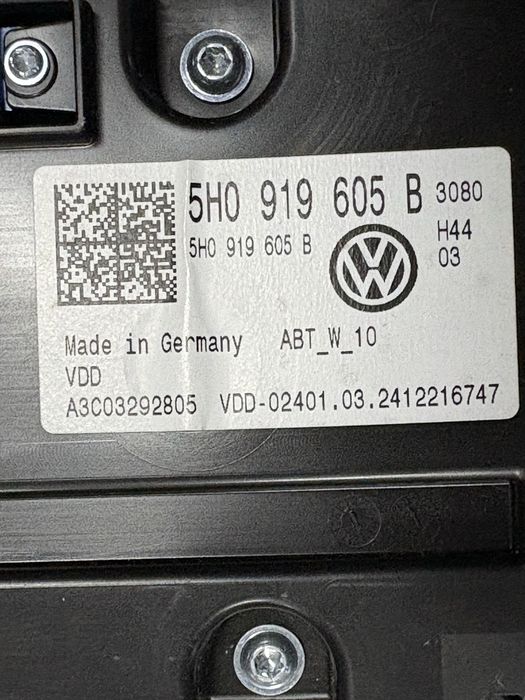 5H0 919 605 B 3080
5H0 919 605 B H44
03
Made in Germany ABT_W_10
VDD
A3C03292805 VDD-02401.03.2412216747